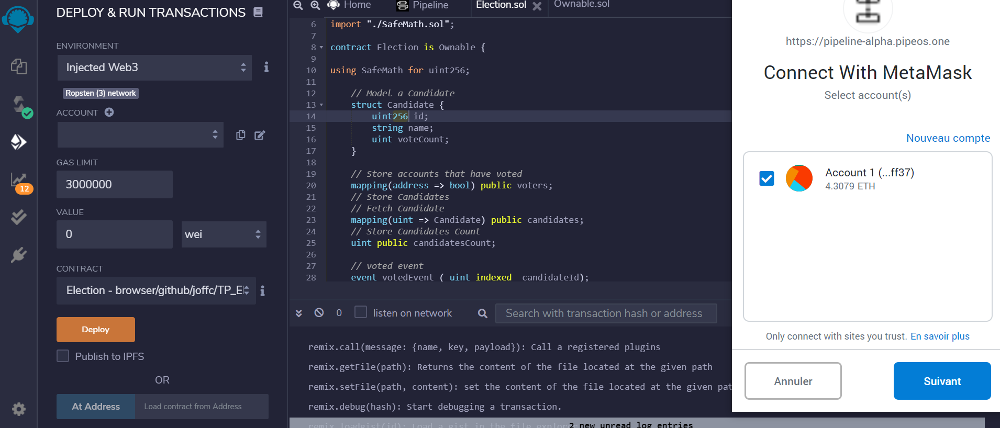 DEPLOY & RUN TRANSACTIONS
ENVIRONMENT
Injected Web3
Ropsten (3) network
ACCOUNT
GAS LIMIT
3000000
VALUE
0
wei
CONTRACT
Election - browser/github/joffc/TP_El
Deploy
Publish to IPFS
OR
At Address
Load contract from Address
12
Home
Pipeline
Election.sol
Ownable.sol
6 import "./SafeMath.sol";
7
8 contract Election is Ownable {
9
10 using SafeMath for uint256;
11
12 // Model a Candidate
13 struct Candidate {
14 uint256 id;
15 string name;
16 uint voteCount;
17 }
18
19 // Store accounts that have voted
20 mapping(address => bool) public voters;
21 // Store Candidates
22 // Fetch Candidate
23 mapping(uint => Candidate) public candidates;
24 // Store Candidates Count
25 uint public candidatesCount;
26
27 // voted event
28 event votedEvent ( uint indexed candidateId);
0
listen on network
Search with transaction hash or address
remix.call(message: {name, key, payload}): Call a registered plugins
remix.getFile(path): Returns the content of the file located at the given path
remix.setFile(path, content): set the content of the file located at the given pat
remix.debug(hash): Start debugging a transaction.
remix.loadgist(id): Load a gist in the file explor
2 new unread log entries
https://pipeline-alpha.pipeos.one
Connect With MetaMask
Select account(s)
Nouveau compte
Account 1 (...ff37)
4.3079 ETH
Only connect with sites you trust. En savoir plus
Annuler
Suivant